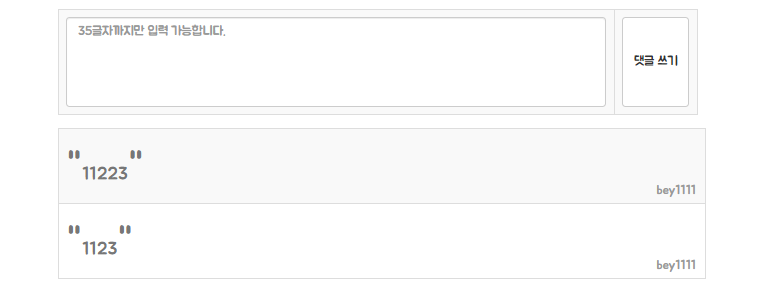 35글자까지만 입력 가능합니다.
댓글 쓰기
" 11223 "
bey1111
" 1123 "
bey1111